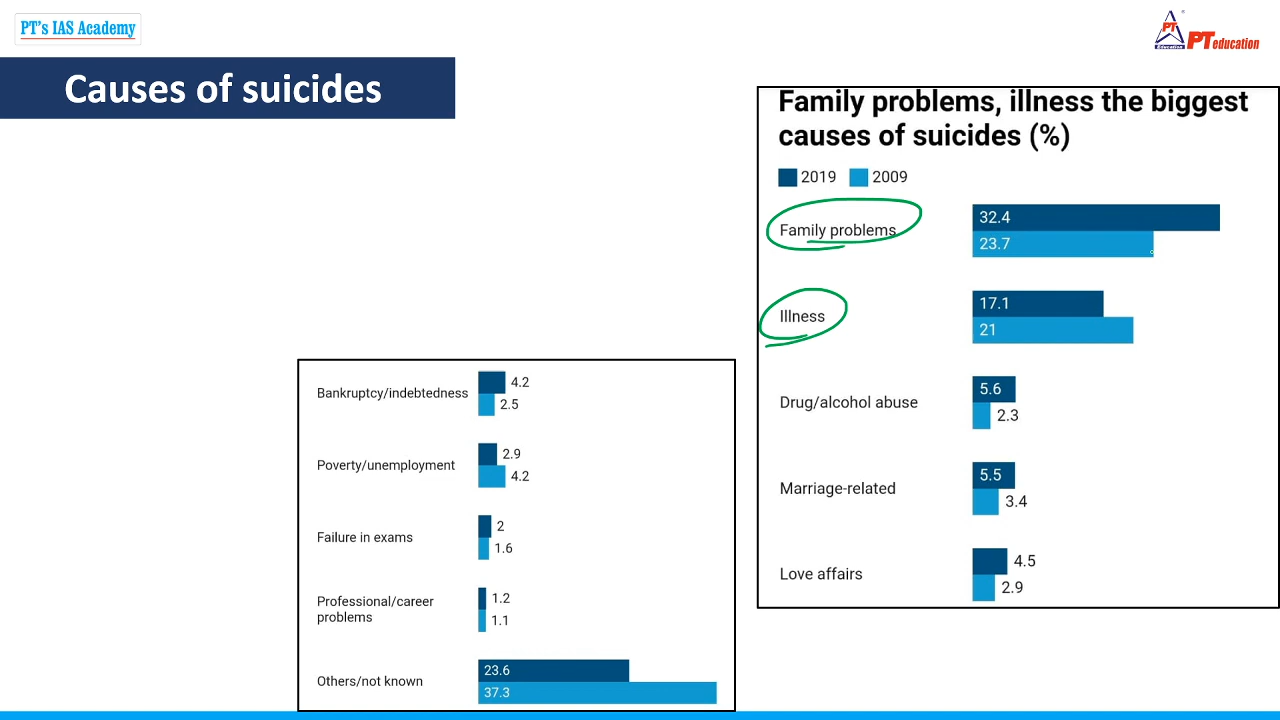 PT's IAS Academy
PT
Education
PT education
Causes of suicides
Family problems, illness the biggest
causes of suicides (%)
2019 2009
Family problems
32.4
23.7
Illness
17.1
21
Drug/alcohol abuse
5.6
2.3
Marriage-related
5.5
3.4
Love affairs
4.5
2.9
Bankruptcy/indebtedness
4.2
2.5
Poverty/unemployment
2.9
4.2
Failure in exams
2
1.6
Professional/career
problems
1.2
1.1
Others/not known
23.6
37.3